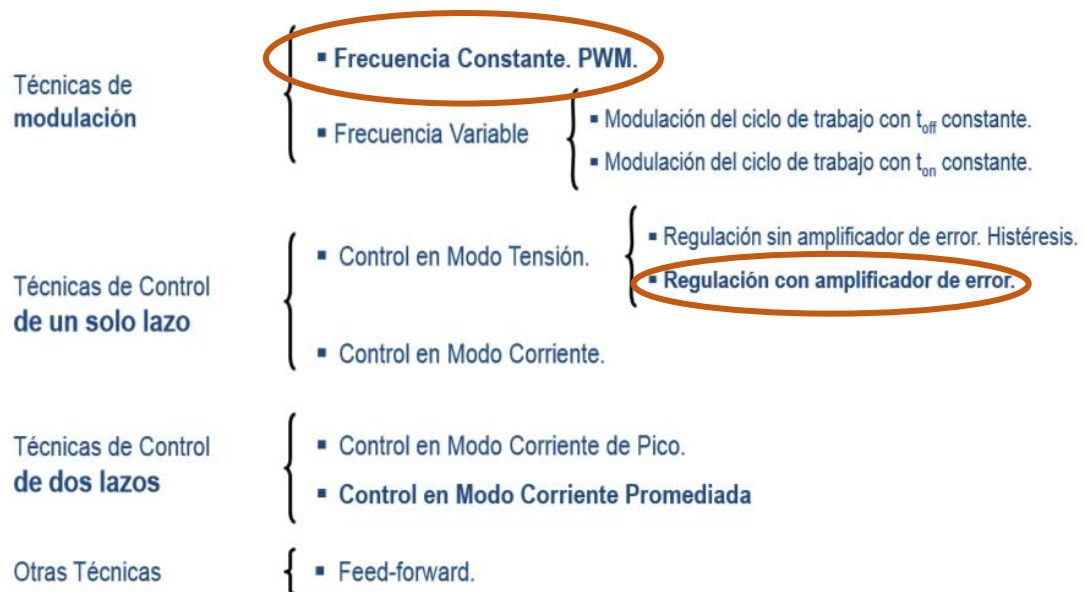 Técnicas de
modulación
▪ Frecuencia Constante. PWM.
▪ Frecuencia Variable
▪ Modulación del ciclo de trabajo con toff constante.
▪ Modulación del ciclo de trabajo con ton constante.
Técnicas de Control
de un solo lazo
▪ Control en Modo Tensión.
▪ Regulación sin amplificador de error. Histéresis.
▪ Regulación con amplificador de error.
▪ Control en Modo Corriente.
Técnicas de Control
de dos lazos
▪ Control en Modo Corriente de Pico.
▪ Control en Modo Corriente Promediada
Otras Técnicas
▪ Feed-forward.